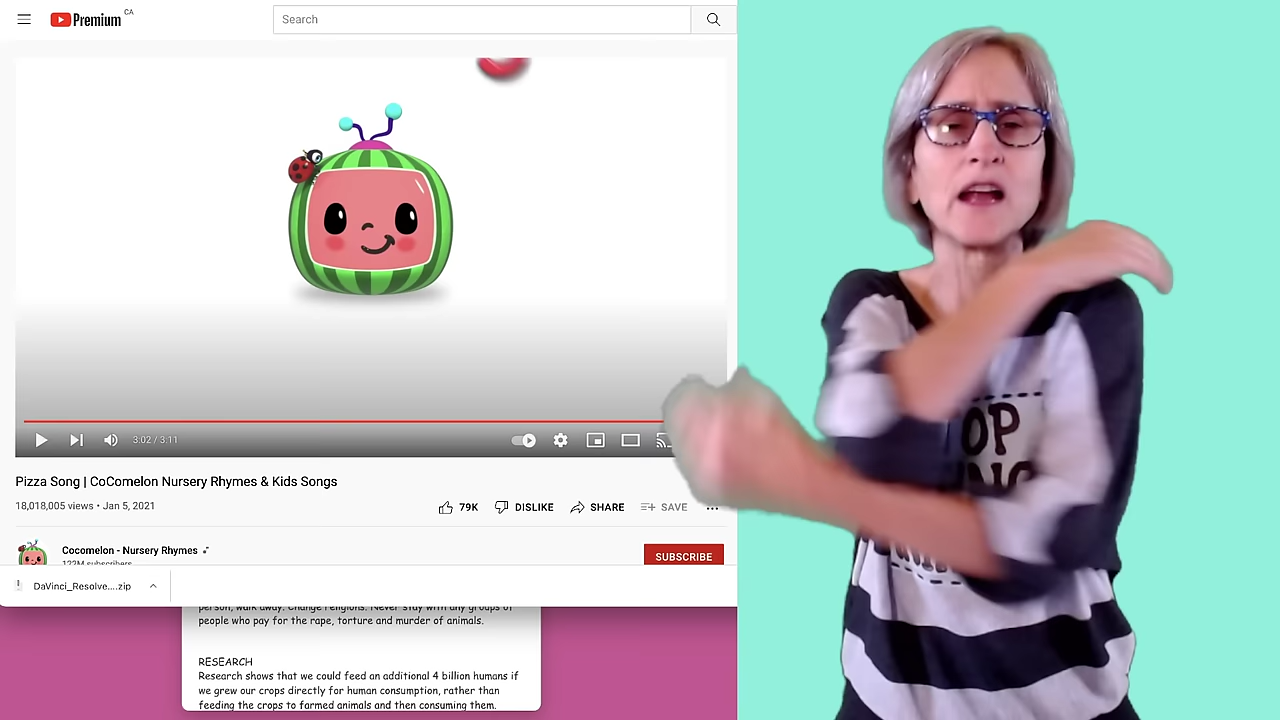 Premium CA
Search
3:02 / 3:11
Pizza Song | CoComelon Nursery Rhymes & Kids Songs
18,018,005 views • Jan 5, 2021
79K DISLIKE SHARE SAVE
Cocomelon - Nursery Rhymes
122M subscribers
SUBSCRIBE
DaVinci_Resolve....zip
person, walk away. Change religions. Never stay with any groups of
people who pay for the rape, torture and murder of animals.
RESEARCH
Research shows that we could feed an additional 4 billion humans if
we grew our crops directly for human consumption, rather than
feeding the crops to farmed animals and then consuming them.
OP